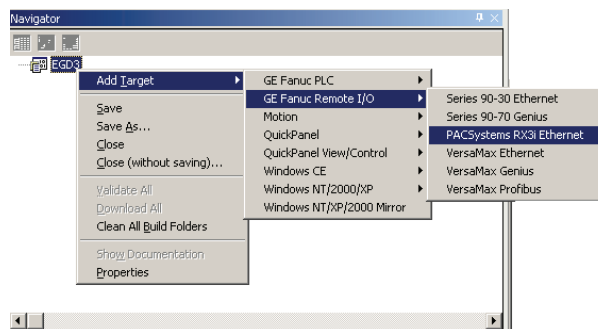 Navigator
EGD3
Add Target
Save
Save As...
Close
Close (without saving)...
Validate All
Download All
Clean All Build Folders
Show Documentation
Properties
GE Fanuc PLC
GE Fanuc Remote I/O
Motion
QuickPanel
QuickPanel View/Control
Windows CE
Windows NT/2000/XP
Windows NT/XP/2000 Mirror
Series 90-30 Ethernet
Series 90-70 Genius
PACSystems RX3i Ethernet
VersaMax Ethernet
VersaMax Genius
VersaMax Profibus